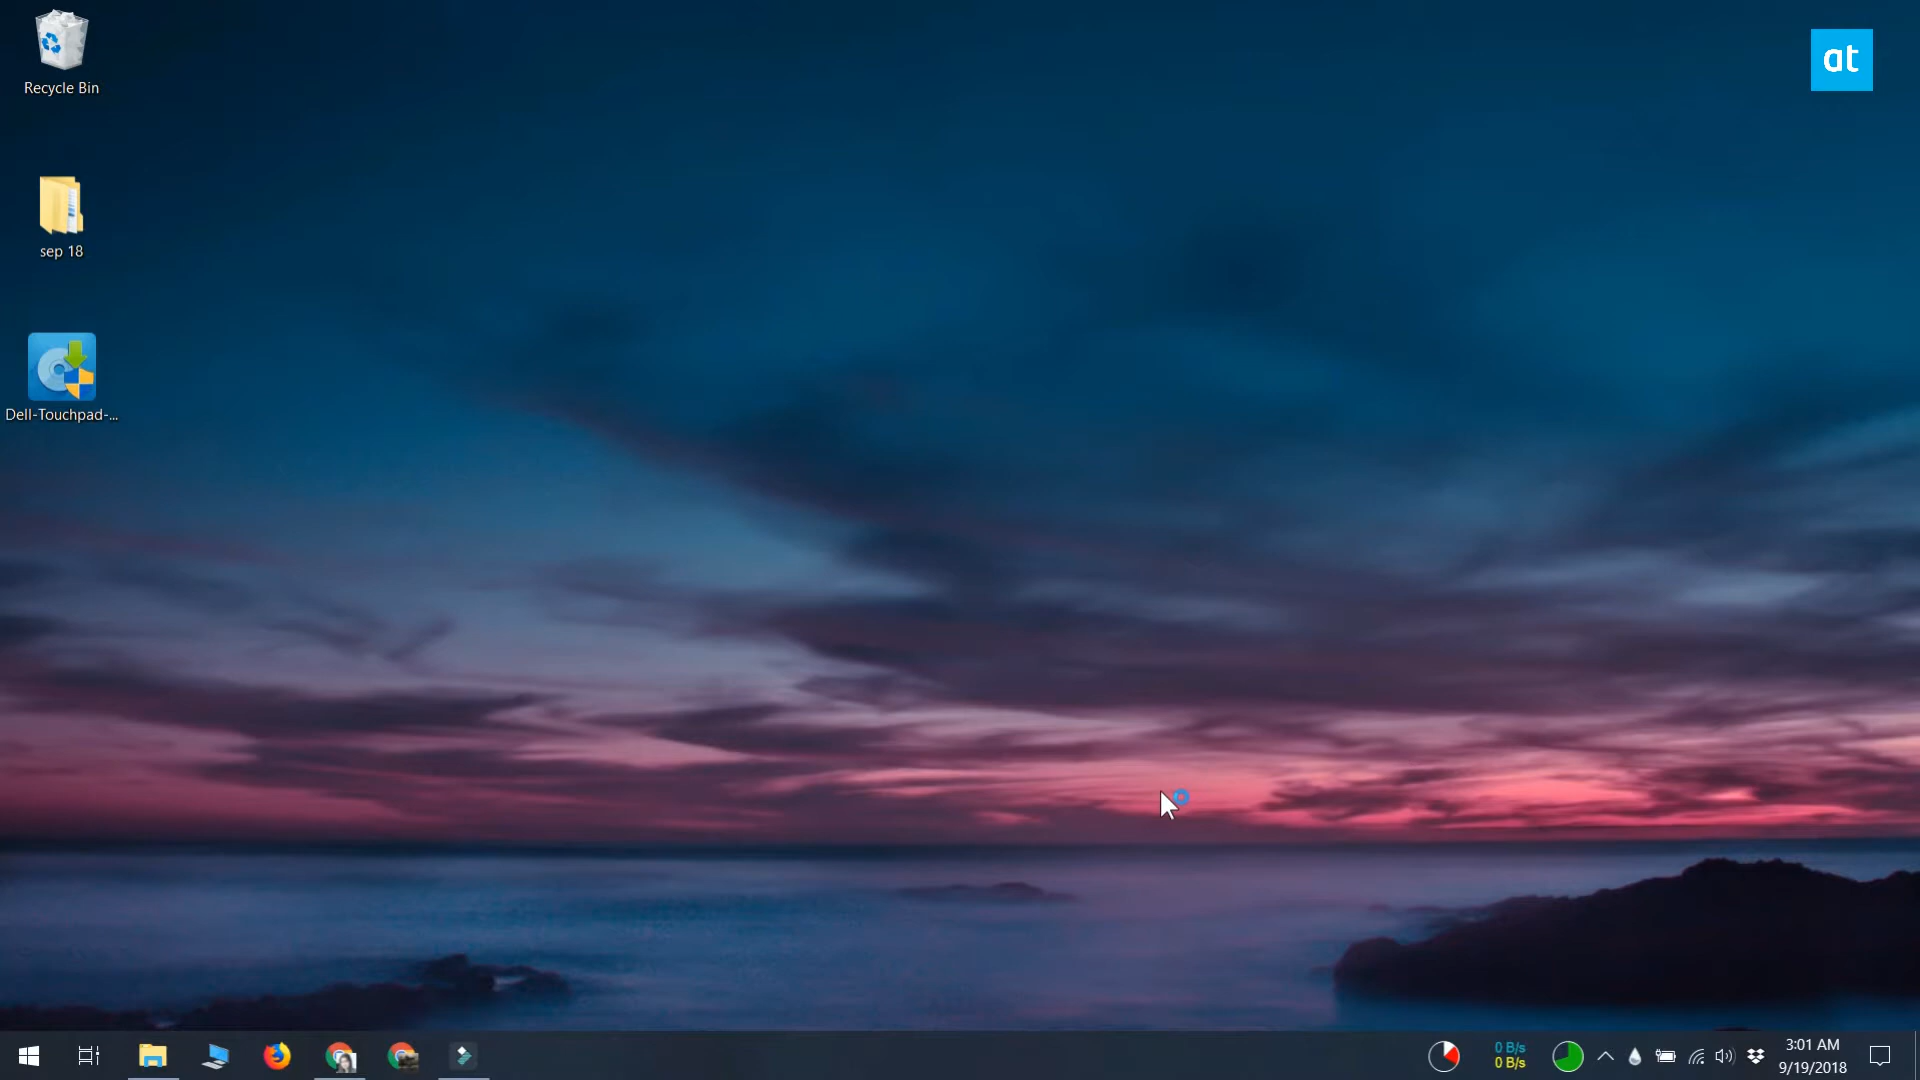 at
Recycle Bin
sep 18
Dell-Touchpad-...
0 B/s
0 B/s
3:01 AM
9/19/2018